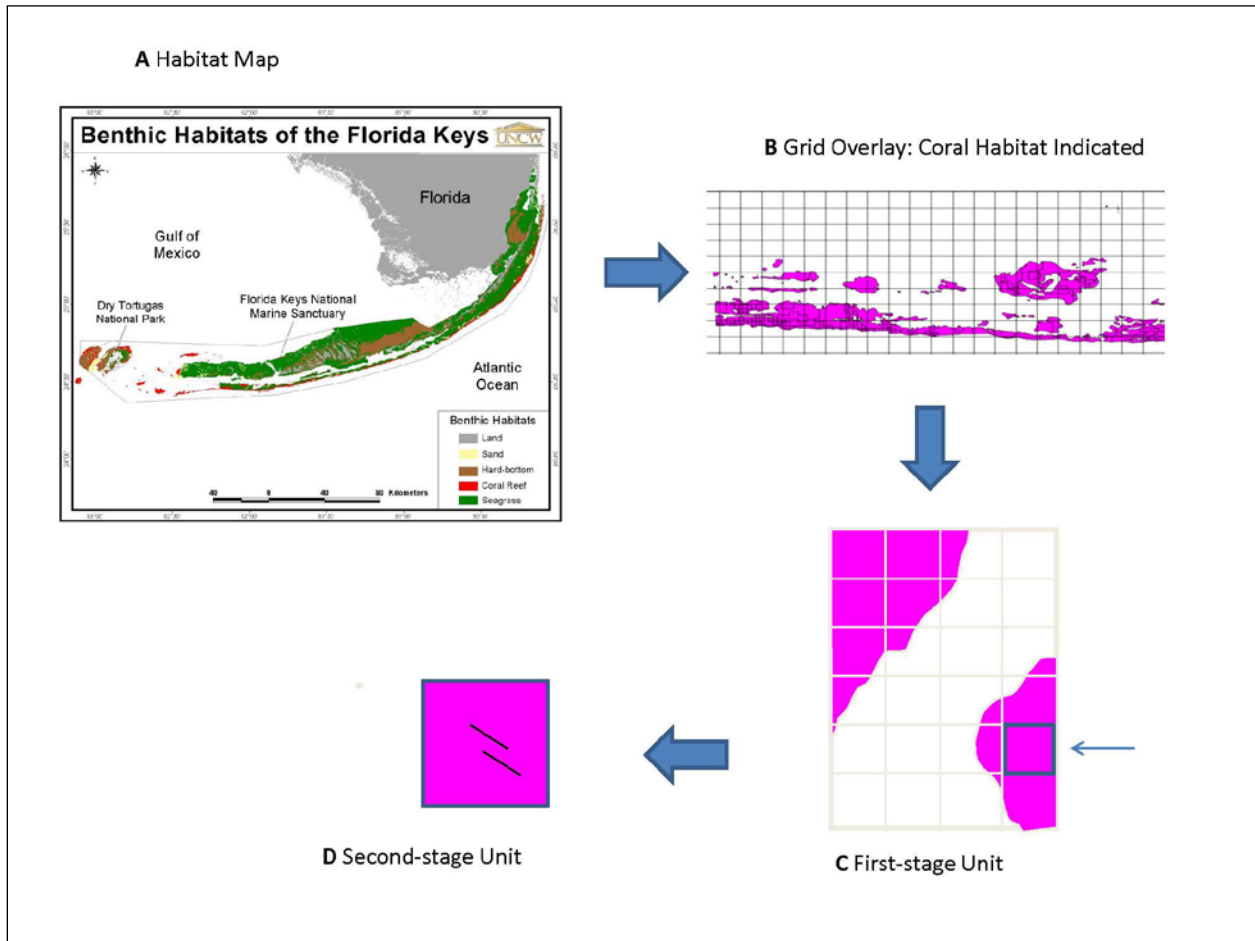 A Habitat Map
Benthic Habitats of the Florida Keys
UNCW
Florida
Gulf of
Mexico
Dry Tortugas
National Park
Florida Keys National
Marine Sanctuary
Atlantic
Ocean
Benthic Habitats
Land
Sand
Hard-bottom
Coral Reef
Seagrass
40 0 40 80 Kilometers
B Grid Overlay: Coral Habitat Indicated
C First-stage Unit
D Second-stage Unit